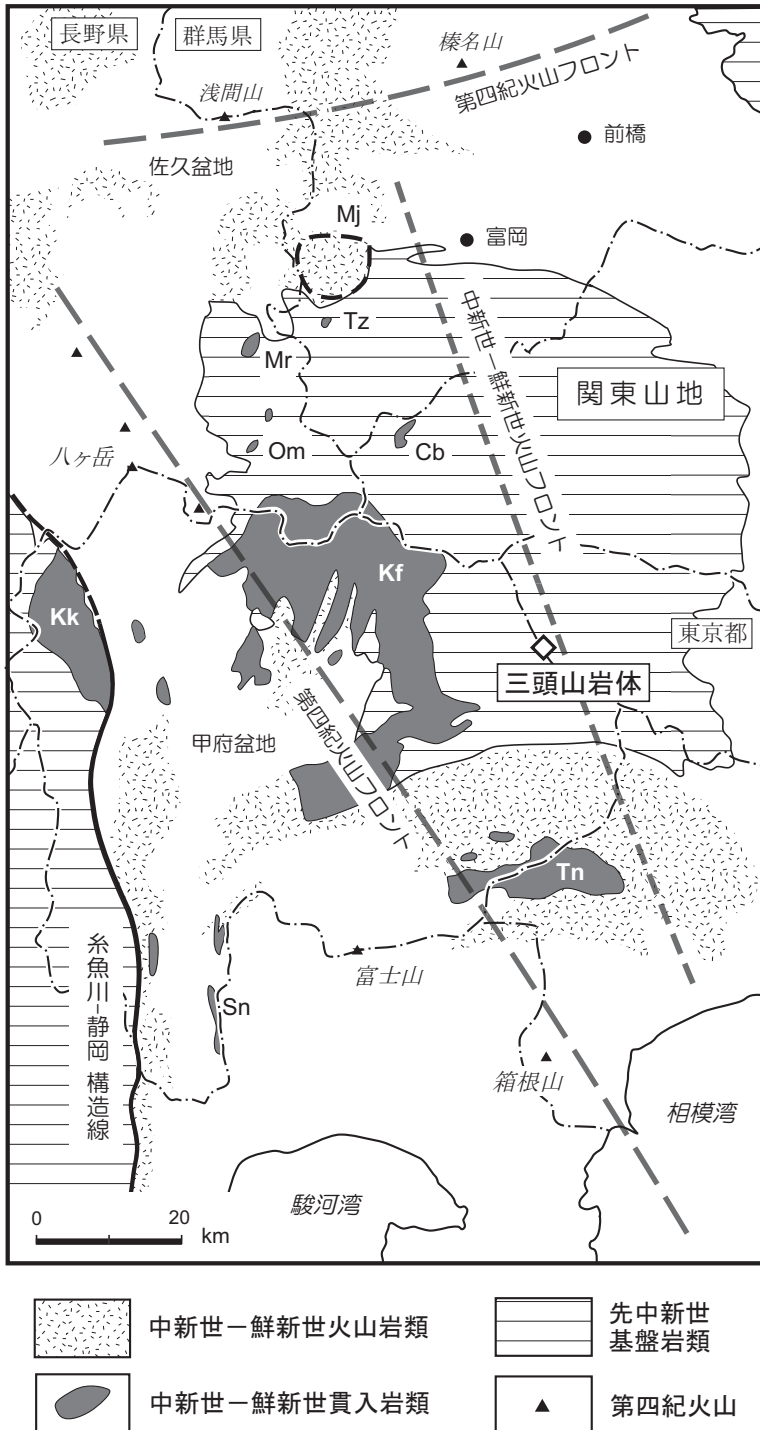 長野県
群馬県
榛名山
第四紀火山フロント
浅間山
前橋
佐久盆地
Mj
富岡
Tz
中新世－鮮新世火山フロント
Mr
関東山地
Om
Cb
八ヶ岳
Kf
Kk
東京都
三頭山岩体
甲府盆地
第四紀火山フロント
Tn
糸魚川-静岡 構造線
富士山
Sn
箱根山
相模湾
駿河湾
0 20
km
中新世－鮮新世火山岩類
先中新世
基盤岩類
中新世－鮮新世貫入岩類
第四紀火山